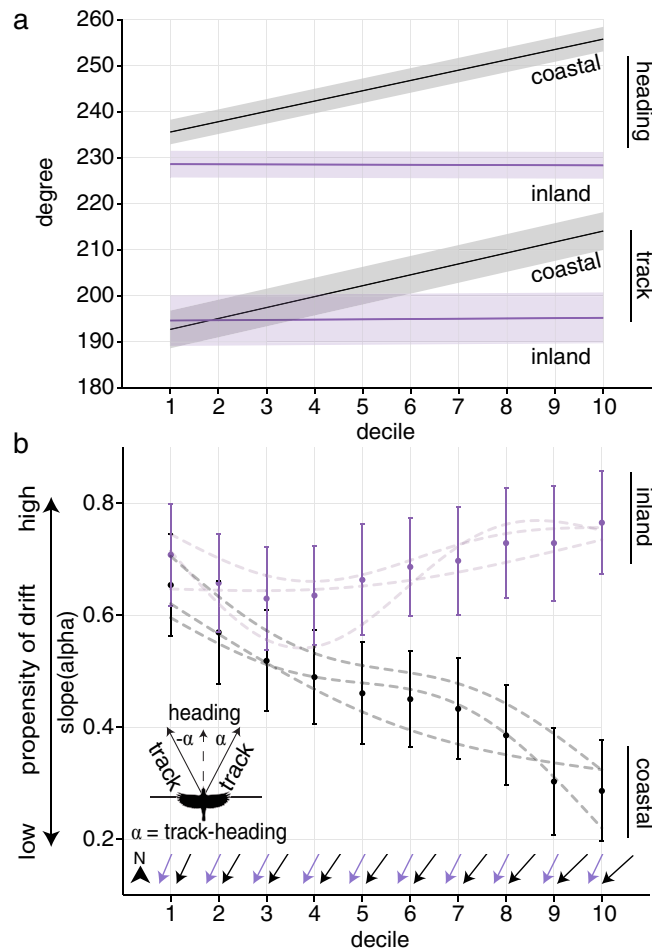 a
260
250
240
230
220
210
200
190
180
degree
coastal
inland
coastal
inland
heading
track
1 2 3 4 5 6 7 8 9 10
decile
b
0.8
0.6
0.4
0.2
high
propensity of drift
low
slope(alpha)
inland
coastal
heading
-α α
track track
α = track-heading
N
1 2 3 4 5 6 7 8 9 10
decile